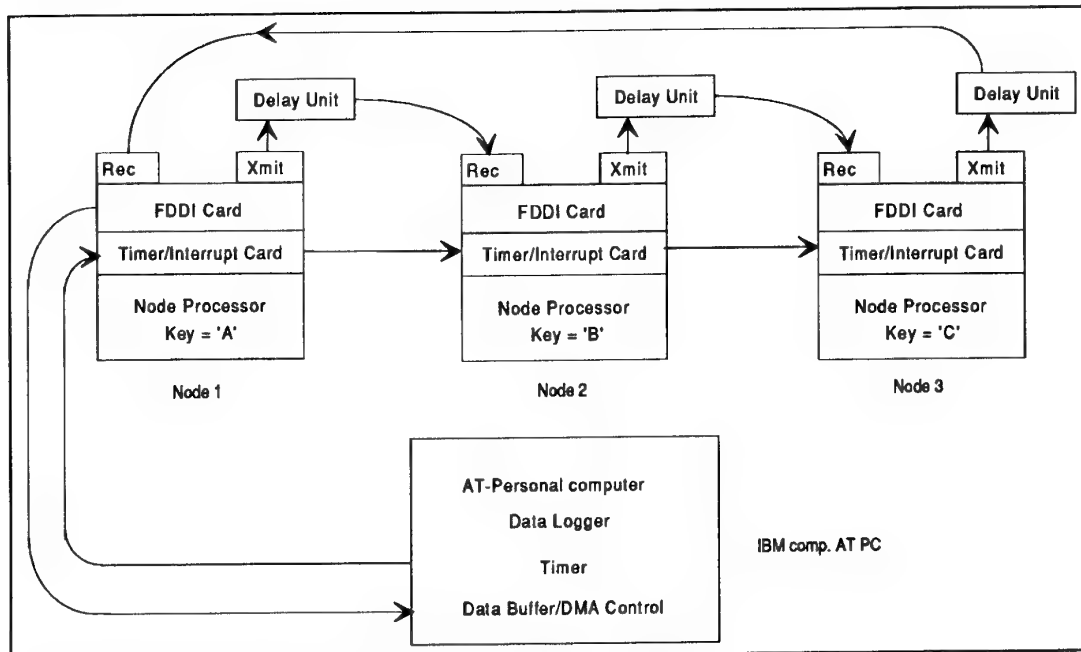 Delay Unit
Delay Unit
Delay Unit
Rec
Xmit
Rec
Xmit
Rec
Xmit
FDDI Card
FDDI Card
FDDI Card
Timer/Interrupt Card
Timer/Interrupt Card
Timer/Interrupt Card
Node Processor
Key = 'A'
Node Processor
Key = 'B'
Node Processor
Key = 'C'
Node 1
Node 2
Node 3
AT-Personal computer
Data Logger
Timer
Data Buffer/DMA Control
IBM comp. AT PC